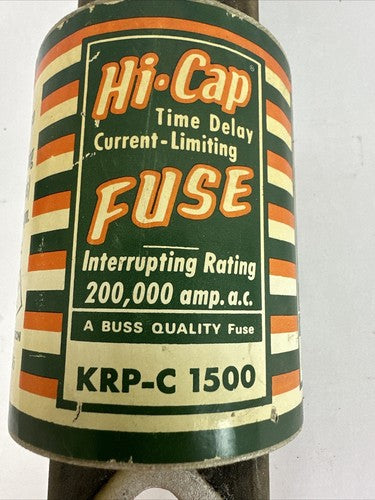 Hi·Cap®
Time Delay
Current-Limiting
FUSE
Interrupting Rating
200,000 amp. a.c.
A BUSS QUALITY Fuse
KRP-C 1500